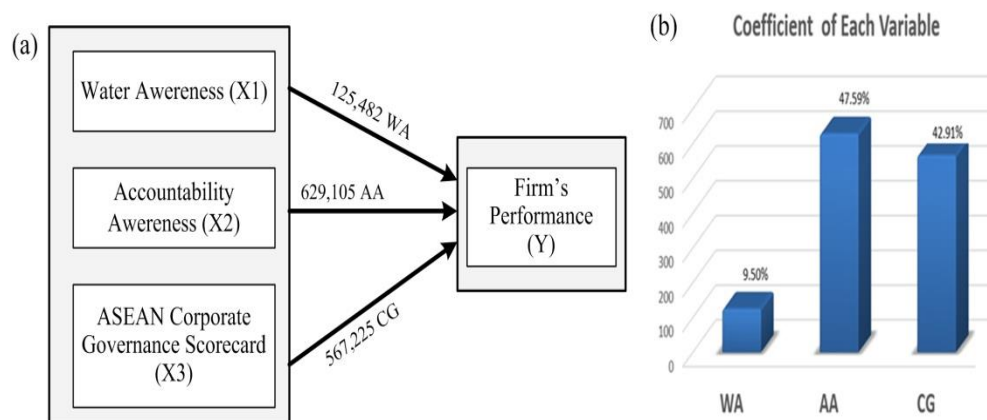 (a)
Water Awereness (X1)
Accountability
Awereness (X2)
ASEAN Corporate
Governance Scorecard
(X3)
125,482 WA
629,105 AA
567,225 CG
Firm's
Performance
(Y)
(b)
Coefficient of Each Variable
700
600
500
400
300
200
100
0
9.50%
47.59%
42.91%
WA
AA
CG